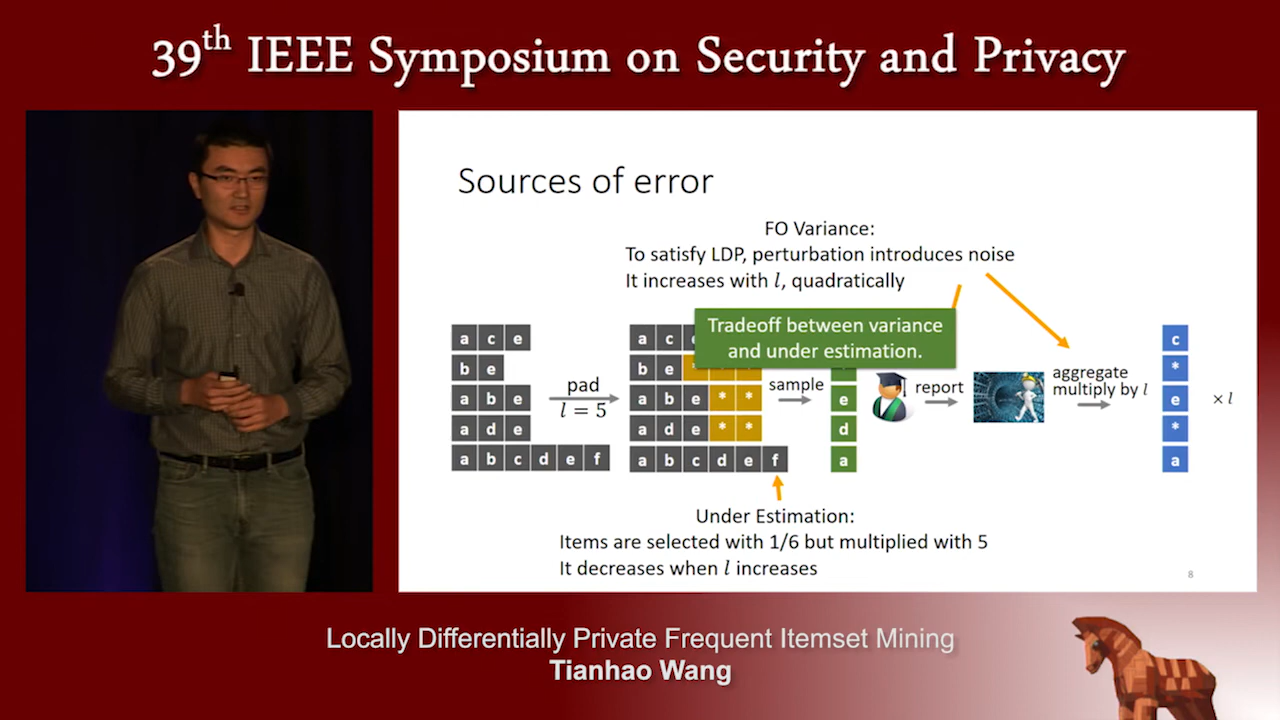 39th IEEE Symposium on Security and Privacy
Sources of error
FO Variance:
To satisfy LDP, perturbation introduces noise
It increases with l, quadratically
Tradeoff between variance
and under estimation.
a c e
b e
a b e
a d e
a b c d e f
pad
l = 5
a c e
b e *
a b e * *
a d e * *
a b c d e f
sample
e
d
a
report
aggregate
multiply by l
c
*
e
*
a
× l
Under Estimation:
Items are selected with 1/6 but multiplied with 5
It decreases when l increases
8
Locally Differentially Private Frequent Itemset Mining
Tianhao Wang